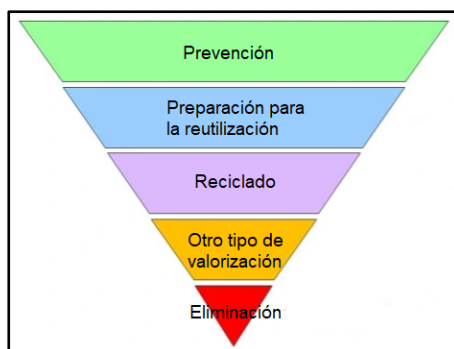 Prevención
Preparación para
la reutilización
Reciclado
Otro tipo de
valorización
Eliminación